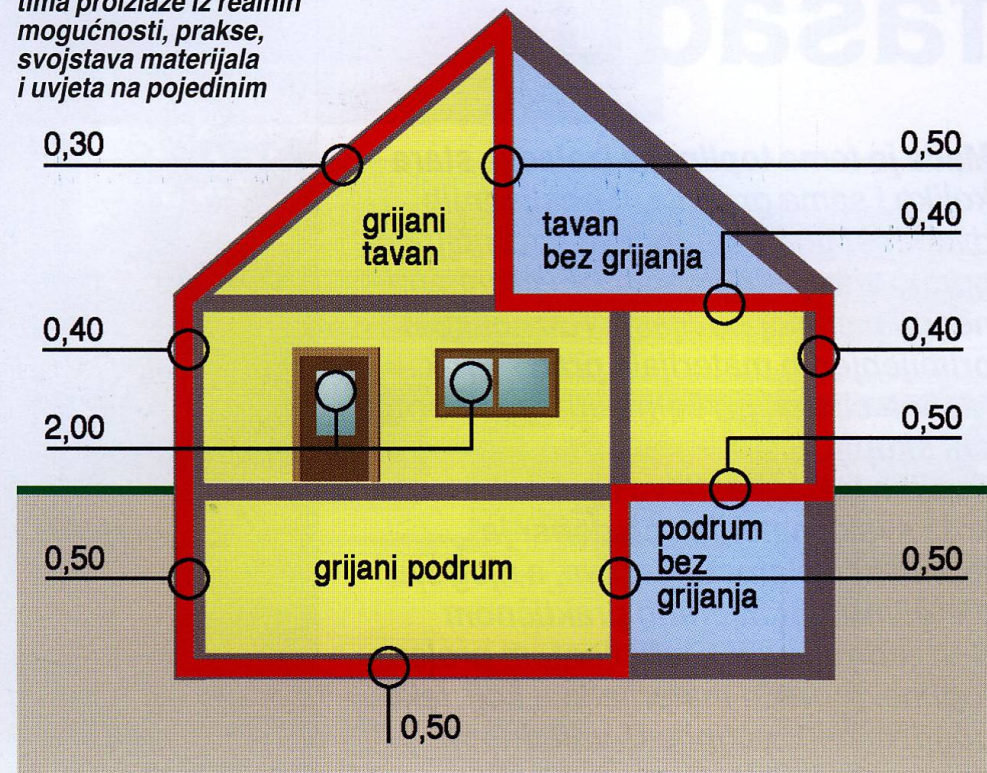 mogućnosti, prakse,
svojstava materijala
i uvjeta na pojedinim
0,30
0,50
grijani
tavan
tavan
bez grijanja
0,40
0,40
0,40
2,00
0,50
grijani podrum
podrum
bez
grijanja
0,50
0,50
0,50